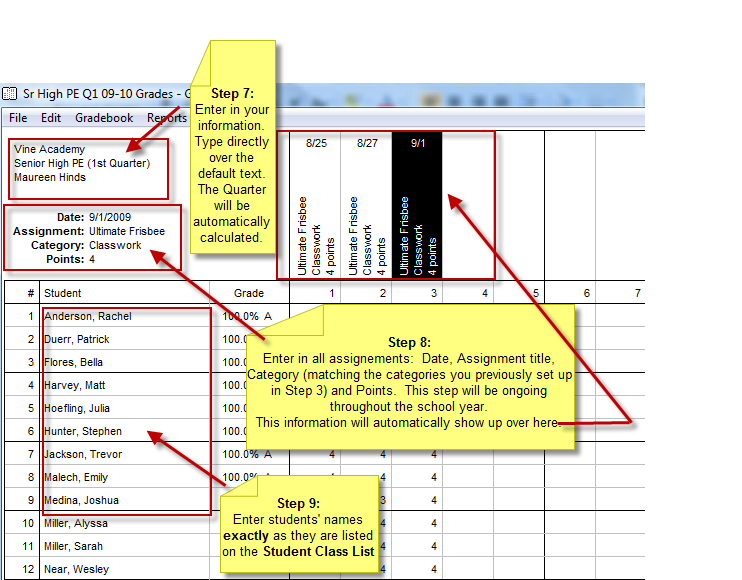 Sr High PE Q1 09-10 Grades - G
File Edit Gradebook Reports
Step 7:
Enter in your
information.
Type directly
over the
default text.
The Quarter
will be
automatically
calculated.
Vine Academy
Senior High PE (1st Quarter)
Maureen Hinds
Date: 9/1/2009
Assignment: Ultimate Frisbee
Category: Classwork
Points: 4
8/25 8/27 9/1
Ultimate Frisbee
Classwork
4 points
Ultimate Frisbee
Classwork
4 points
Ultimate Frisbee
Classwork
4 points
# Student Grade 1 2 3 4 5 6 7
1 Anderson, Rachel 100.0% A
2 Duerr, Patrick 100.0
3 Flores, Bella 100.0
4 Harvey, Matt 100.0
5 Hoefling, Julia 100.0
6 Hunter, Stephen 100.0
7 Jackson, Trevor 100.0% A 4 4 4
8 Malech, Emily 100.0% 4 4
9 Medina, Joshua 3 4
10 Miller, Alyssa 4 4
11 Miller, Sarah 4 4
12 Near, Wesley 4 4
Step 8:
Enter in all assignements: Date, Assignment title,
Category (matching the categories you previously set up
in Step 3) and Points. This step will be ongoing
throughout the school year.
This information will automatically show up over here.
Step 9:
Enter students' names
exactly as they are listed
on the Student Class List